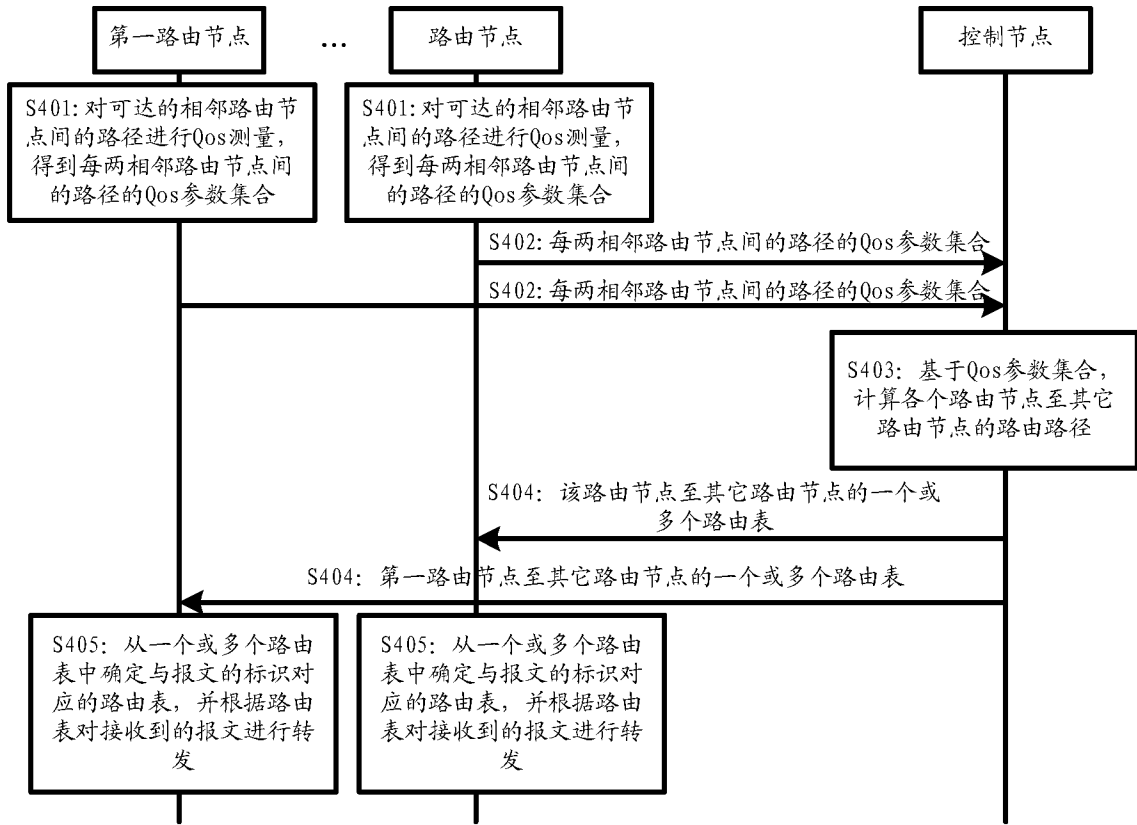 第一路由节点
...
路由节点
控制节点
S401:对可达的相邻路由节
点间的路径进行Qos测量，
得到每两相邻路由节点间
的路径的Qos参数集合
S401:对可达的相邻路由节
点间的路径进行Qos测量，
得到每两相邻路由节点间
的路径的Qos参数集合
S402:每两相邻路由节点间的路径的Qos参数集合
S402:每两相邻路由节点间的路径的Qos参数集合
S403：基于Qos参数集合，
计算各个路由节点至其它
路由节点的路由路径
S404：该路由节点至其它路由节点的一个或
多个路由表
S404：第一路由节点至其它路由节点的一个或多个路由表
S405：从一个或多个路由
表中确定与报文的标识对
应的路由表，并根据路由
表对接收到的报文进行转
发
S405：从一个或多个路由
表中确定与报文的标识对
应的路由表，并根据路由
表对接收到的报文进行转
发